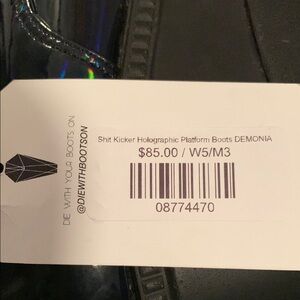 Shit Kicker Holographic Platform Boots DEMONIA
$85.00 / W5/M3
08774470
DIE WITH YOUR BOOTS ON
@DIEWITHBOOTSON